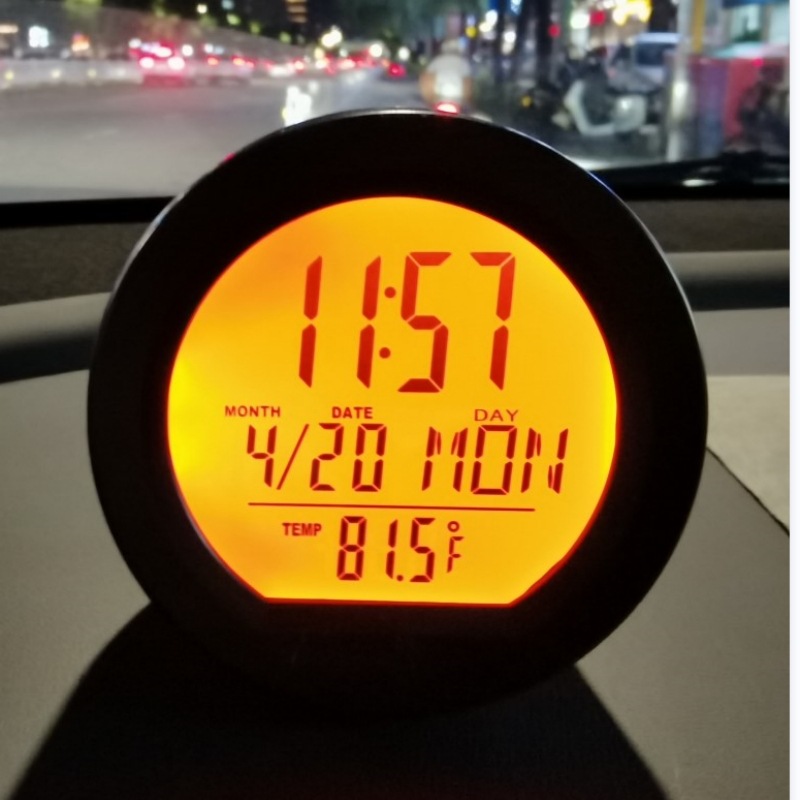 11:57
MONTH DATE DAY
4/20 MON
TEMP 81.5°F